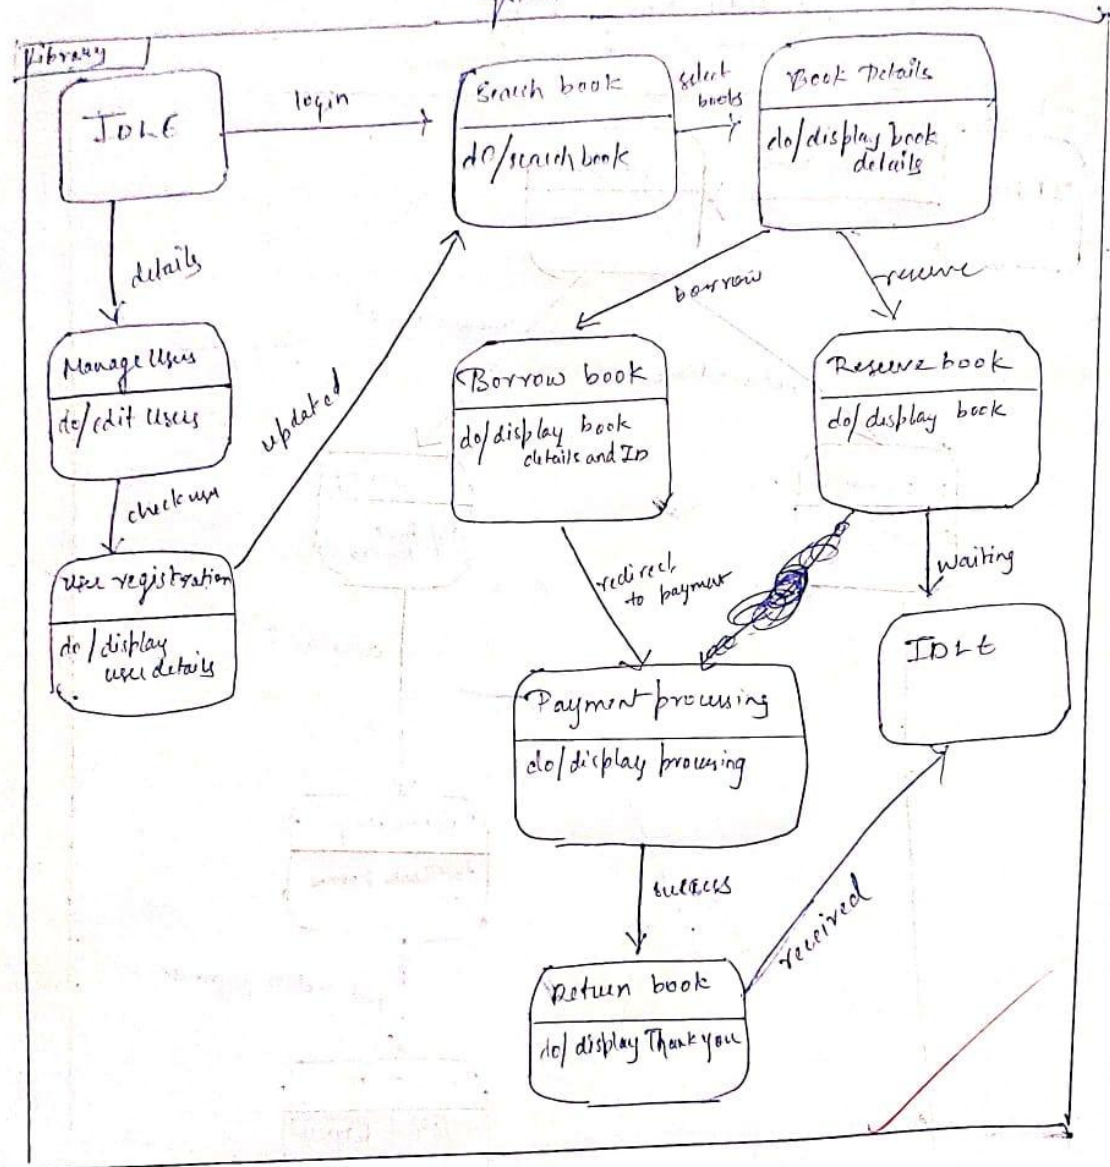 Library
IDLE
login
Search book
do/search book
select
books
Book Details
do/display book
details
details
borrow
reserve
Manage Users
do/edit Users
updated
Borrow book
do/display book
details and ID
Reserve book
do/display book
check user
User registration
do/display
user details
redirect
to payment
waiting
IDLE
Payment processing
do/display processing
success
received
Return book
do/display Thank you